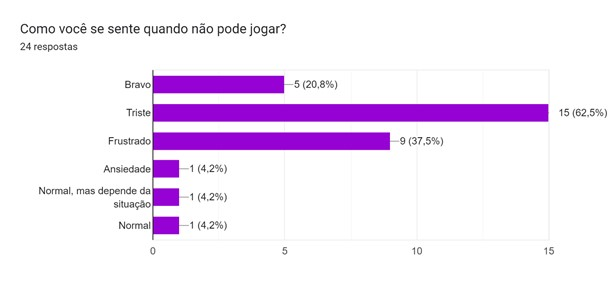 Como você se sente quando não pode jogar?
24 respostas
Bravo
5 (20,8%)
Triste
15 (62,5%)
Frustrado
9 (37,5%)
Ansiedade
1 (4,2%)
Normal, mas depende da
situação
1 (4,2%)
Normal
1 (4,2%)
0
5
10
15